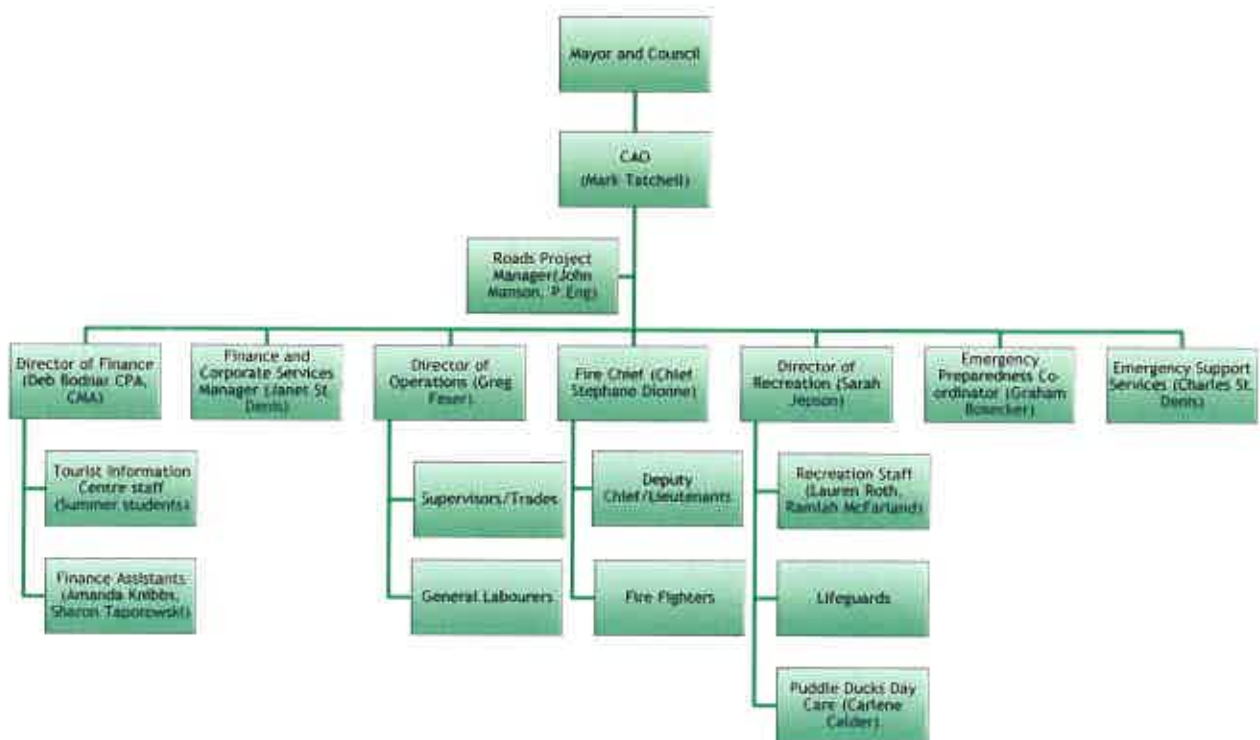 Mayor and Council
CAO
(Mark Tatchell)
Roads Project
Manager(John
Manson, P.Eng)
Director of Finance
(Deb Bodnar CPA,
CMA)
Finance and
Corporate Services
Manager (Janet St.
Denis)
Director of
Operations (Greg
Feser)
Fire Chief (Chief
Stephane Dionne)
Director of
Recreation (Sarah
Jepson)
Emergency
Preparedness Co-
ordinator (Graham
Bosecker)
Emergency Support
Services (Charles St.
Denis)
Tourist Information
Centre staff
(Summer students)
Supervisors/Trades
Deputy
Chief/Lieutenants
Recreation Staff
(Lauren Roth,
Ramlah McFarland)
Finance Assistants
(Amanda Knibbs,
Sharon Taporowski)
General Labourers
Fire Fighters
Lifeguards
Puddle Ducks Day
Care (Carlene
Calder)